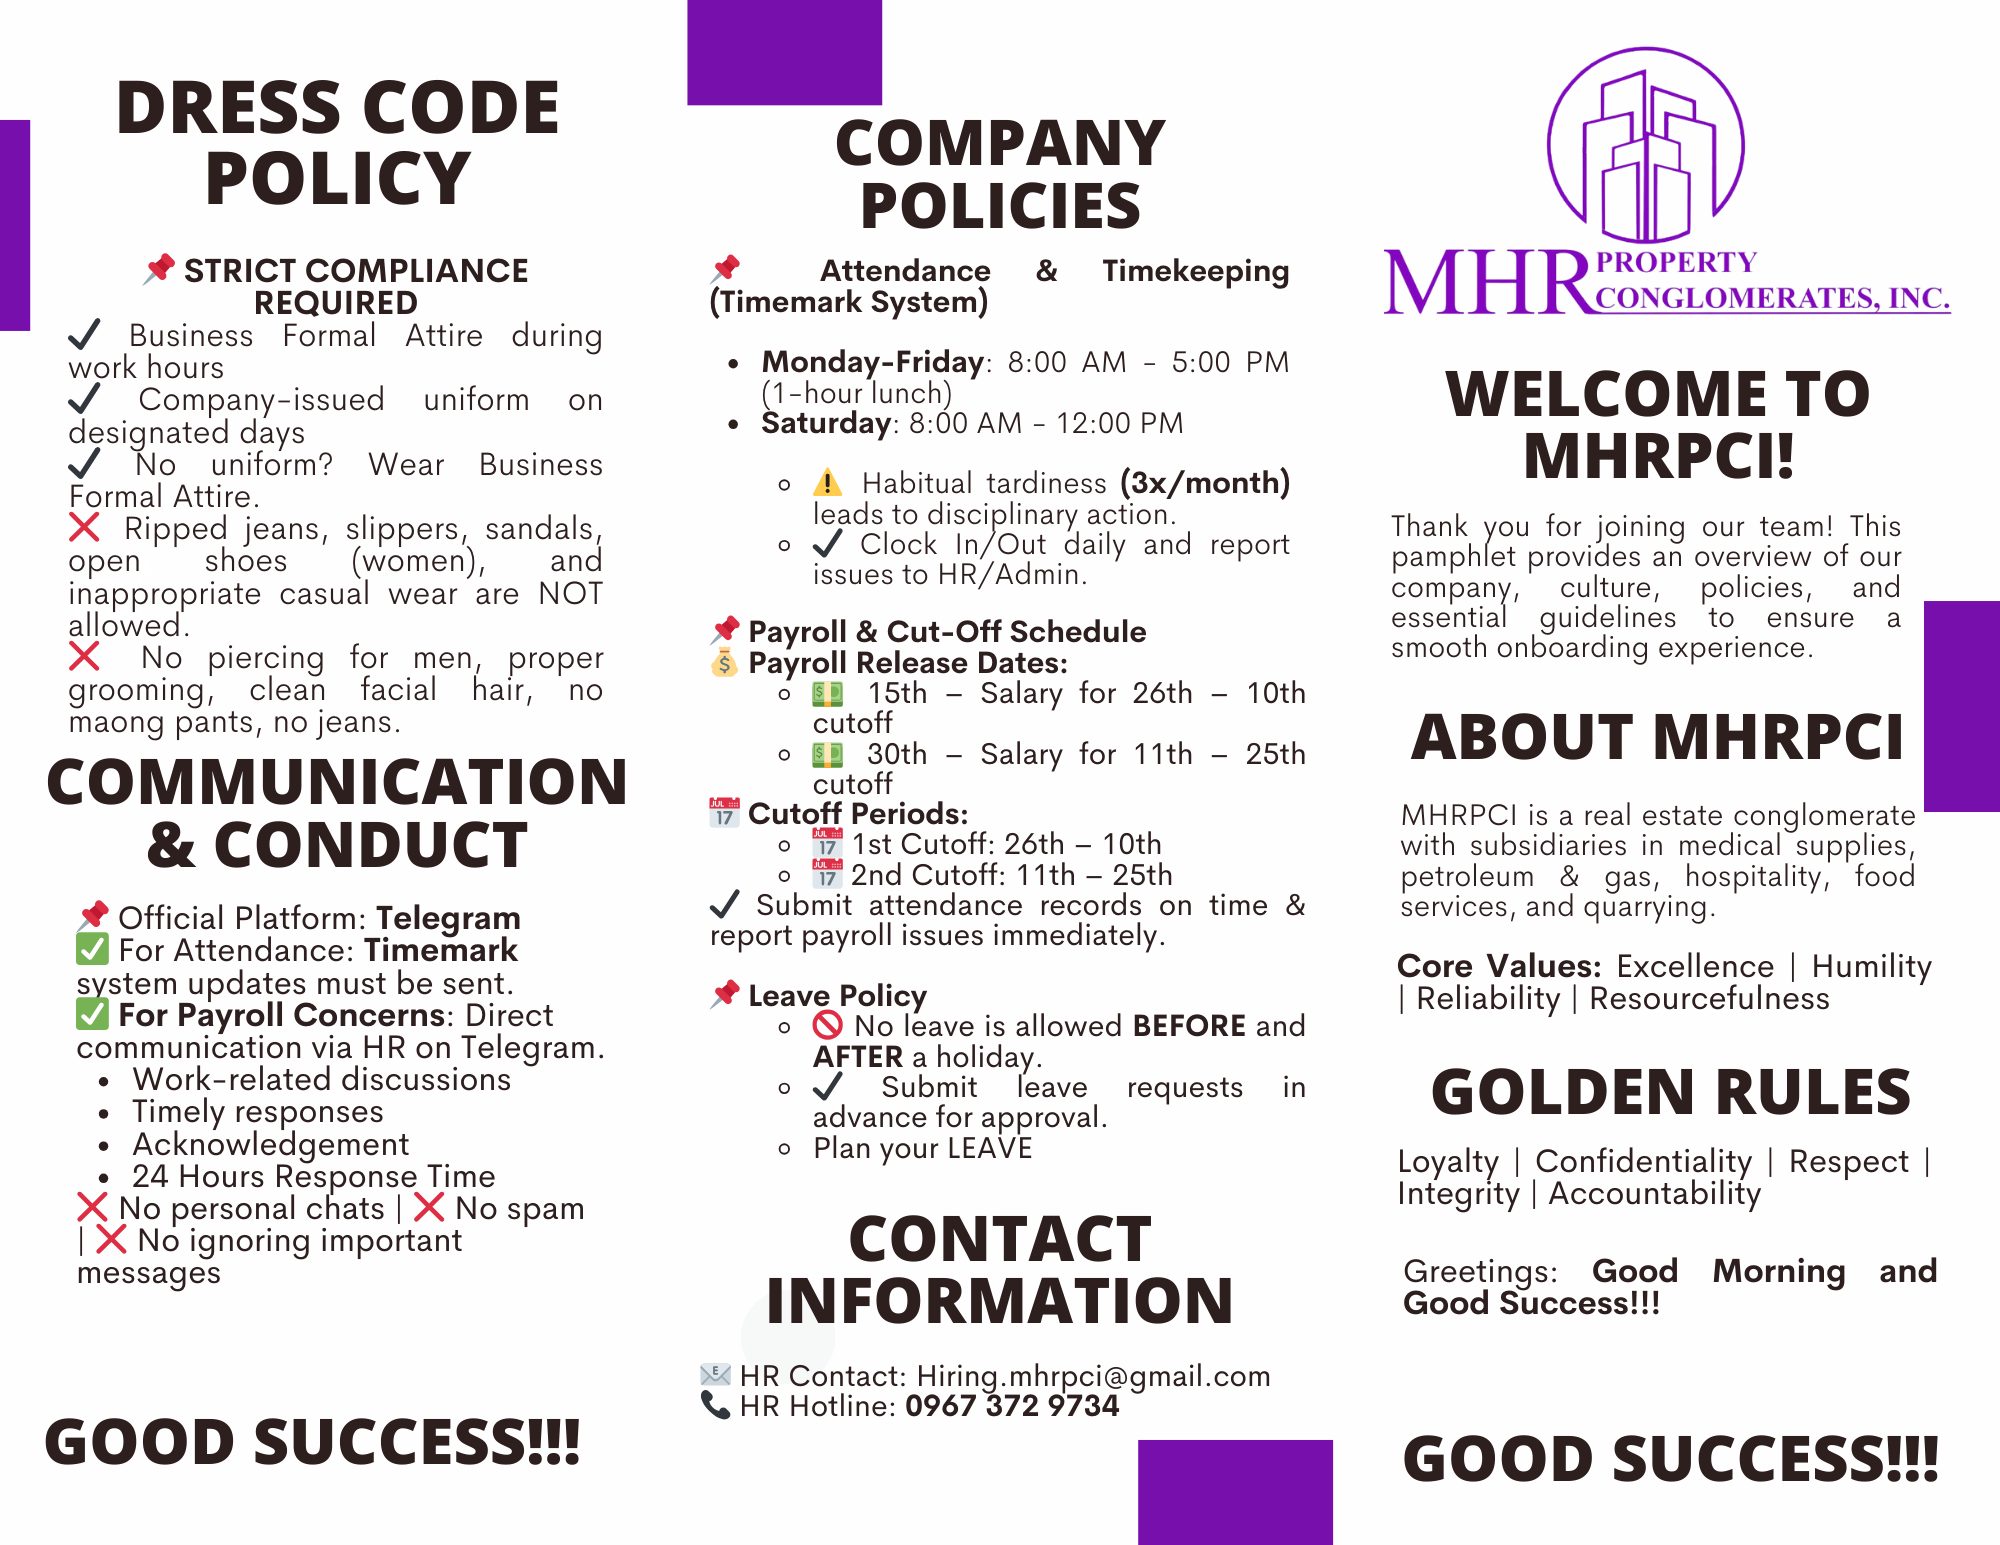 DRESS CODE
POLICY
📌 STRICT COMPLIANCE
REQUIRED
✔ Business Formal Attire during
work hours
✔ Company-issued uniform on
designated days
✔ No uniform? Wear Business
Formal Attire.
❌ Ripped jeans, slippers, sandals,
open shoes (women), and
inappropriate casual wear are NOT
allowed.
❌ No piercing for men, proper
grooming, clean facial hair, no
maong pants, no jeans.
COMMUNICATION
& CONDUCT
📌 Official Platform: Telegram
✅ For Attendance: Timemark
system updates must be sent.
✅ For Payroll Concerns: Direct
communication via HR on Telegram.
• Work-related discussions
• Timely responses
• Acknowledgement
• 24 Hours Response Time
❌ No personal chats | ❌ No spam
| ❌ No ignoring important
messages
GOOD SUCCESS!!!
COMPANY
POLICIES
📌 Attendance & Timekeeping
(Timemark System)
• Monday-Friday: 8:00 AM - 5:00 PM
(1-hour lunch)
• Saturday: 8:00 AM - 12:00 PM
⚠️ Habitual tardiness (3x/month)
leads to disciplinary action.
✔ Clock In/Out daily and report
issues to HR/Admin.
📌 Payroll & Cut-Off Schedule
💰 Payroll Release Dates:
💵 15th – Salary for 26th – 10th
cutoff
💵 30th – Salary for 11th – 25th
cutoff
📅 Cutoff Periods:
📅 1st Cutoff: 26th – 10th
📅 2nd Cutoff: 11th – 25th
✔ Submit attendance records on time &
report payroll issues immediately.
📌 Leave Policy
🚫 No leave is allowed BEFORE and
AFTER a holiday.
✔ Submit leave requests in
advance for approval.
Plan your LEAVE
CONTACT
INFORMATION
📧 HR Contact: Hiring.mhrpci@gmail.com
📞 HR Hotline: 0967 372 9734
MHR PROPERTY
CONGLOMERATES, INC.
WELCOME TO
MHRPCI!
Thank you for joining our team! This
pamphlet provides an overview of our
company, culture, policies, and
essential guidelines to ensure a
smooth onboarding experience.
ABOUT MHRPCI
MHRPCI is a real estate conglomerate
with subsidiaries in medical supplies,
petroleum & gas, hospitality, food
services, and quarrying.
Core Values: Excellence | Humility
| Reliability | Resourcefulness
GOLDEN RULES
Loyalty | Confidentiality | Respect |
Integrity | Accountability
Greetings: Good Morning and
Good Success!!!
GOOD SUCCESS!!!